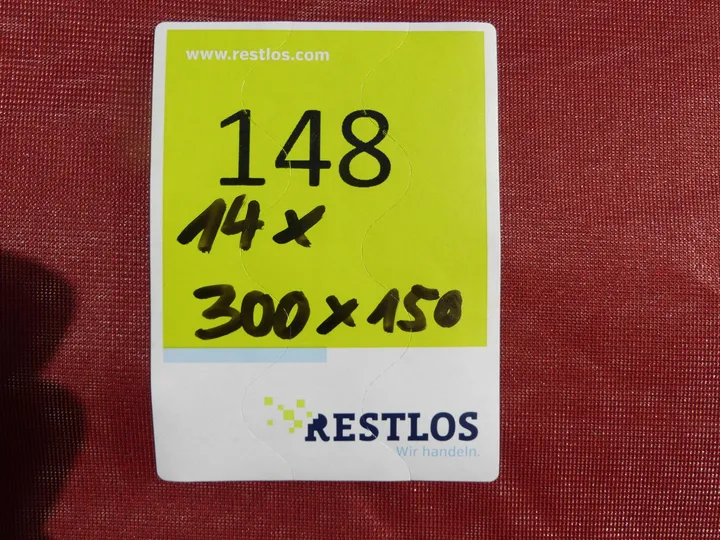 www.restlos.com
148
14 x
300 x 150
RESTLOS
Wir handeln.